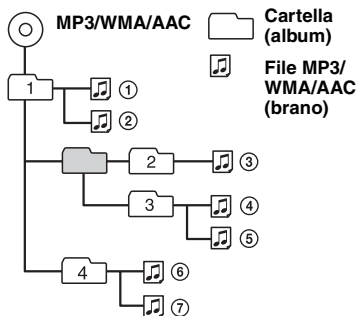 MP3/WMA/AAC
Cartella
(album)
File MP3/
WMA/AAC
(brano)
1
①
②
2
③
3
④
⑤
4
⑥
⑦